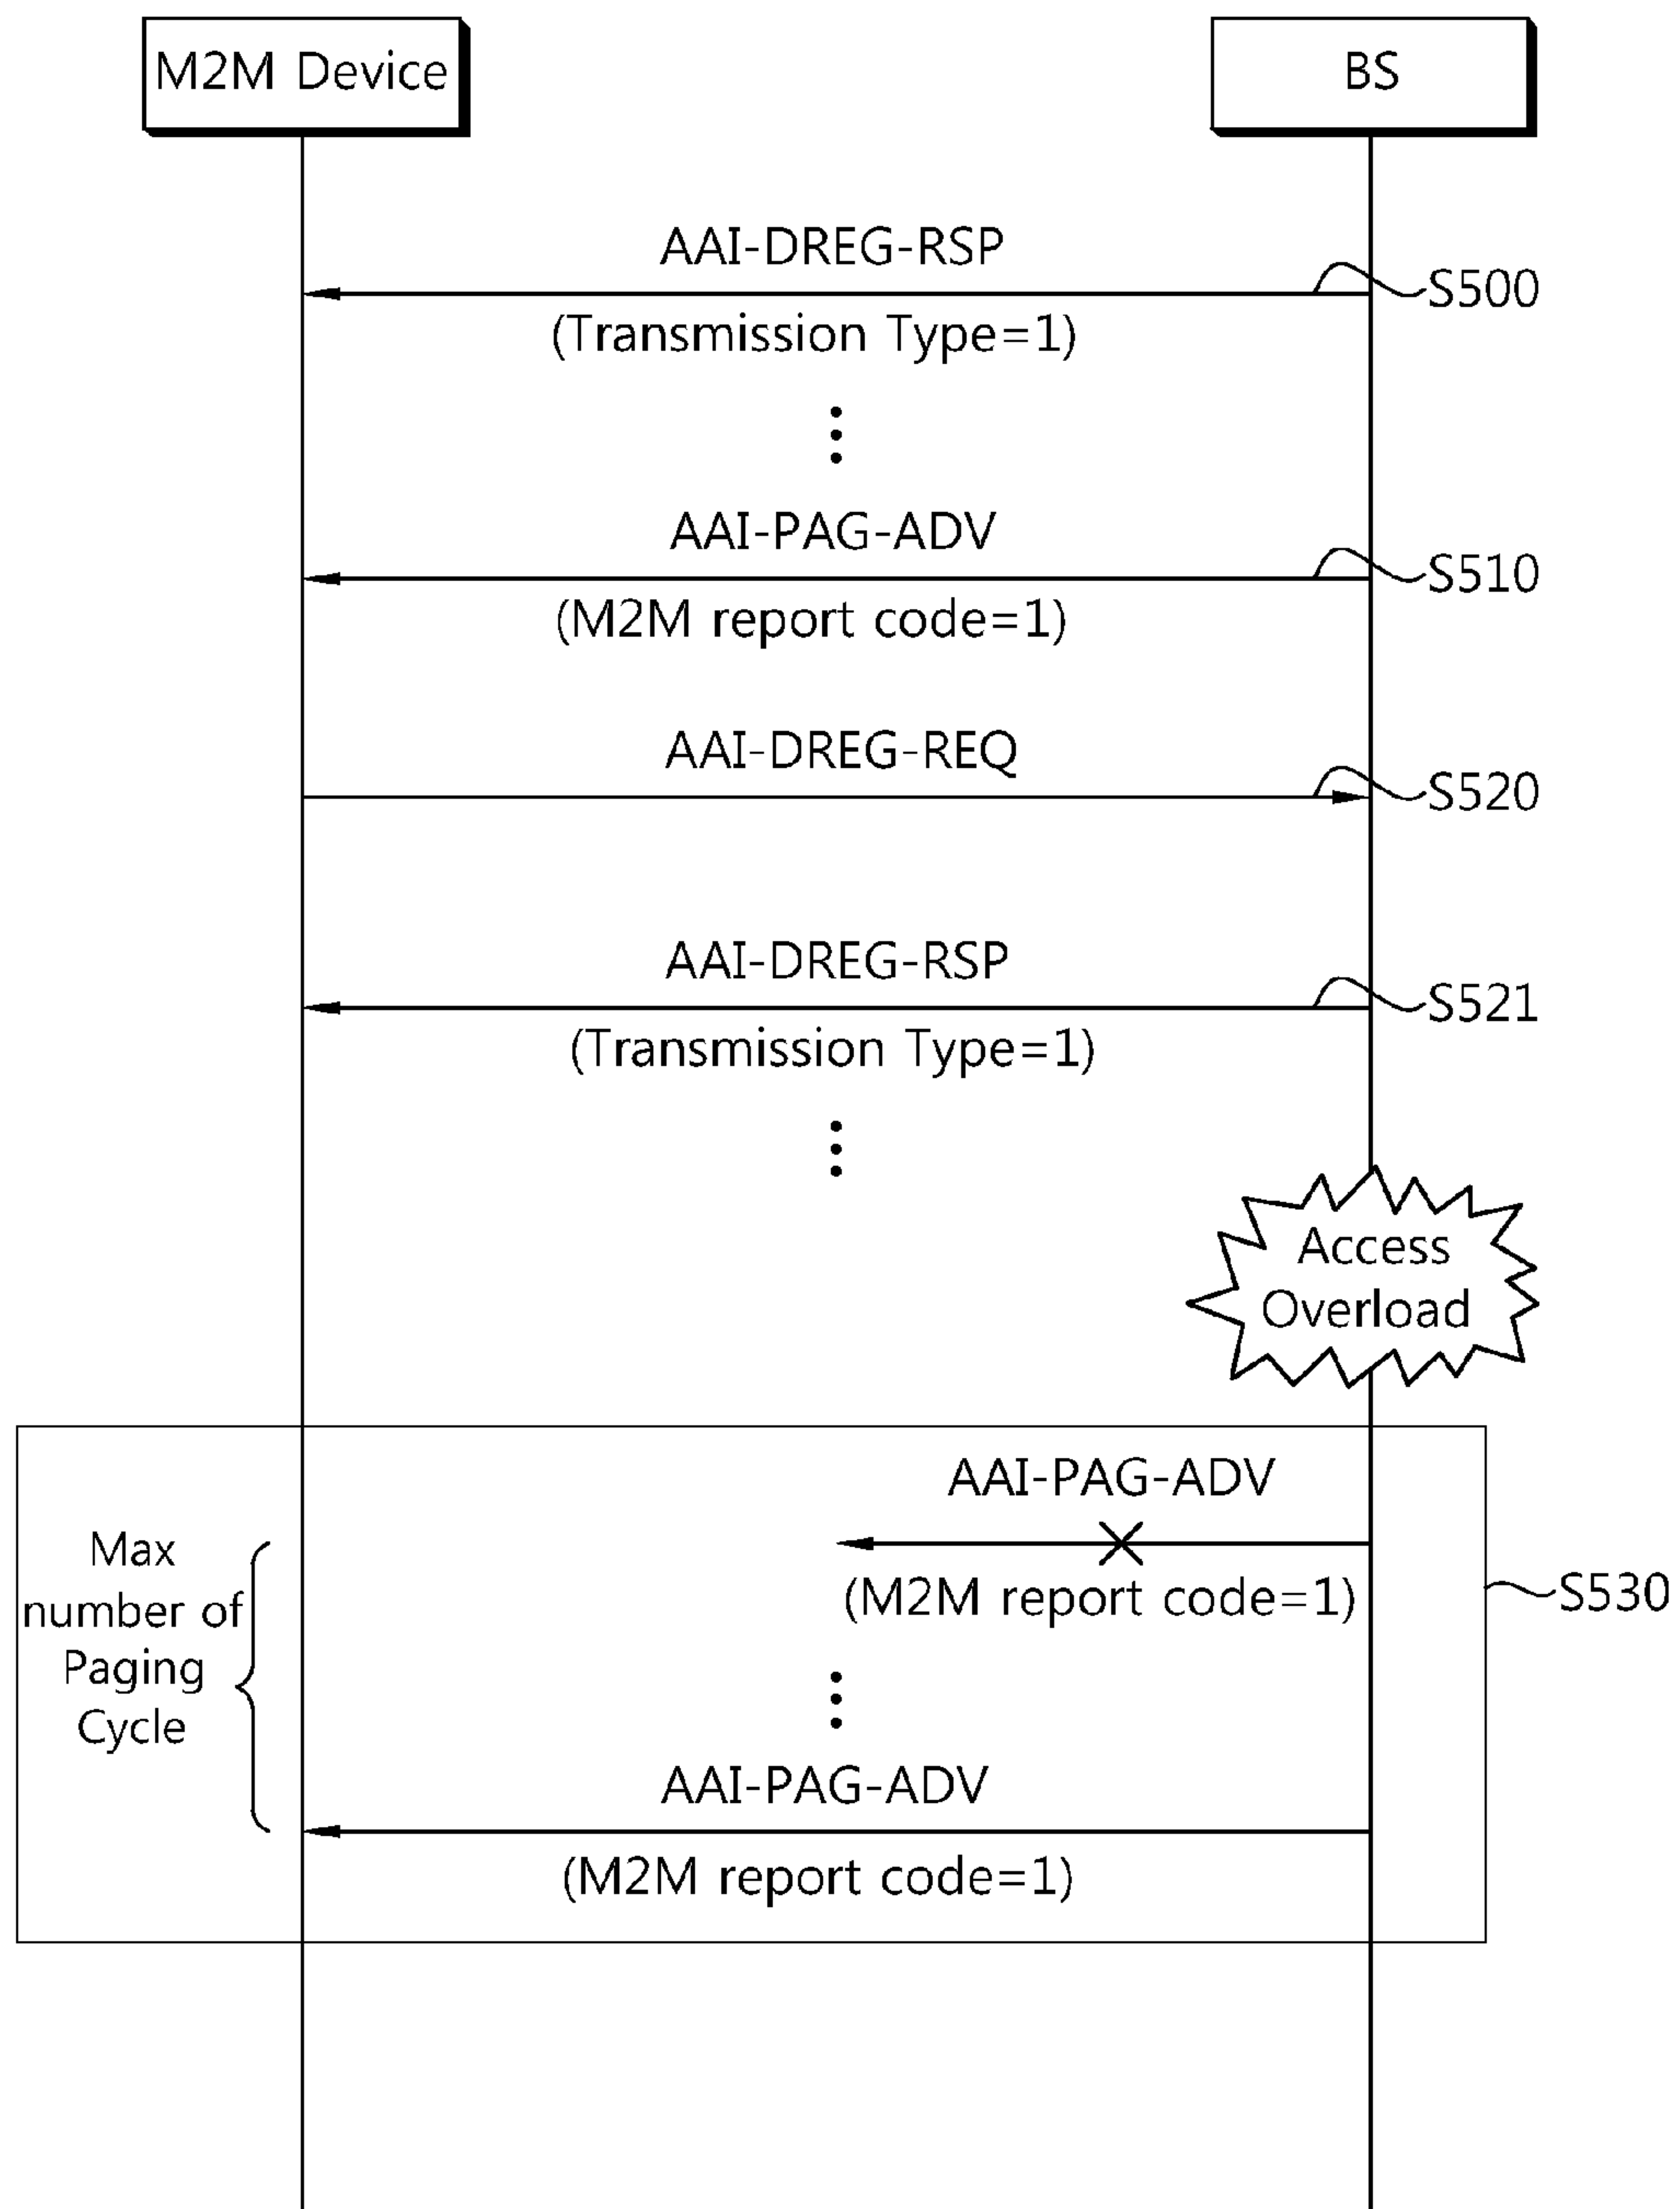 M2M Device
BS
AAI-DREG-RSP
S500
(Transmission Type=1)
AAI-PAG-ADV
S510
(M2M report code=1)
AAI-DREG-REQ
S520
AAI-DREG-RSP
S521
(Transmission Type=1)
Access
Overload
AAI-PAG-ADV
(M2M report code=1)
S530
Max
number of
Paging
Cycle
AAI-PAG-ADV
(M2M report code=1)